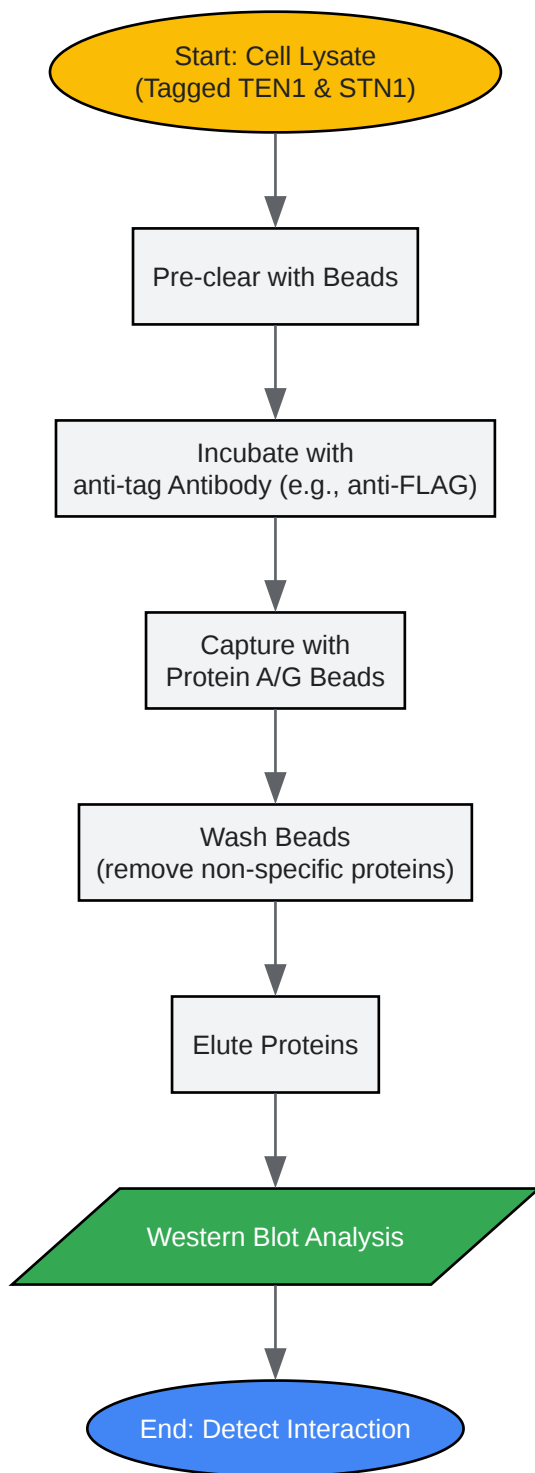 Start: Cell Lysate
(Tagged TEN1 & STN1)
Pre-clear with Beads
Incubate with
anti-tag Antibody (e.g., anti-FLAG)
Capture with
Protein A/G Beads
Wash Beads
(remove non-specific proteins)
Elute Proteins
Western Blot Analysis
End: Detect Interaction